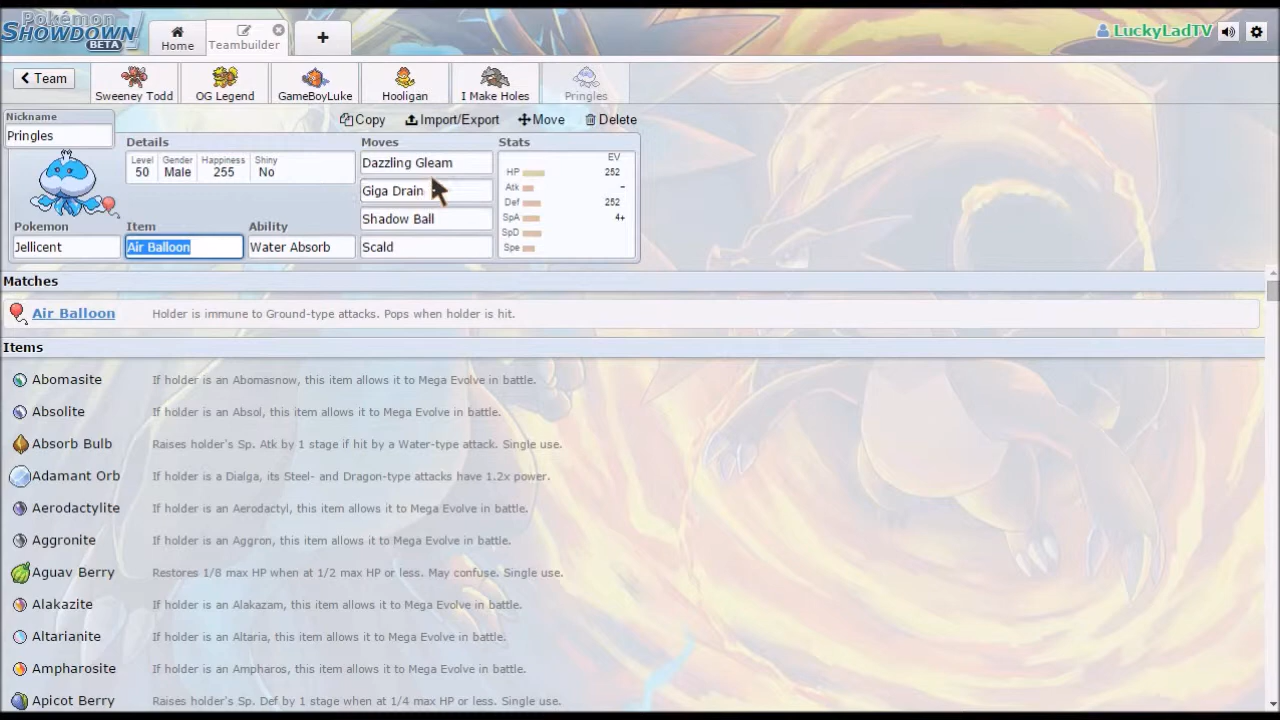 Pokémon
SHOWDOWN!
BETA
Home
Teambuilder
+
LuckyLadTV
Team
Sweeney Todd
OG Legend
GameBoyLuke
Hooligan
I Make Holes
Pringles
Nickname
Pringles
Copy
Import/Export
Move
Delete
Details
Level
50
Gender
Male
Happiness
255
Shiny
No
Moves
Dazzling Gleam
Giga Drain
Shadow Ball
Scald
Stats
EV
HP 252
Atk -
Def 252
SpA 4+
SpD
Spe
Pokemon
Jellicent
Item
Air Balloon
Ability
Water Absorb
Matches
Air Balloon Holder is immune to Ground-type attacks. Pops when holder is hit.
Items
Abomasite If holder is an Abomasnow, this item allows it to Mega Evolve in battle.
Absolite If holder is an Absol, this item allows it to Mega Evolve in battle.
Absorb Bulb Raises holder's Sp. Atk by 1 stage if hit by a Water-type attack. Single use.
Adamant Orb If holder is a Dialga, its Steel- and Dragon-type attacks have 1.2x power.
Aerodactylite If holder is an Aerodactyl, this item allows it to Mega Evolve in battle.
Aggronite If holder is an Aggron, this item allows it to Mega Evolve in battle.
Aguav Berry Restores 1/8 max HP when at 1/2 max HP or less. May confuse. Single use.
Alakazite If holder is an Alakazam, this item allows it to Mega Evolve in battle.
Altarianite If holder is an Altaria, this item allows it to Mega Evolve in battle.
Ampharosite If holder is an Ampharos, this item allows it to Mega Evolve in battle.
Apicot Berry Raises holder's Sp. Def by 1 stage when at 1/4 max HP or less. Single use.